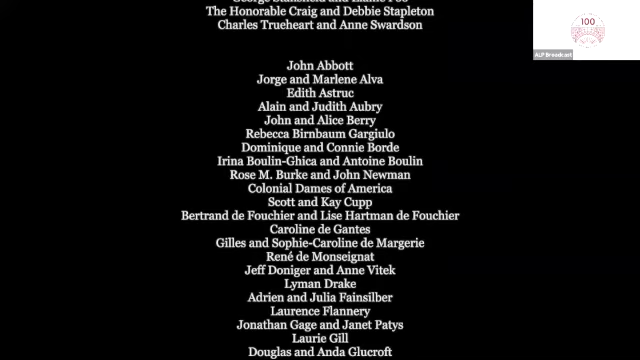 The Honorable Craig and Debbie Stapleton
Charles Trueheart and Anne Swardson
John Abbott
Jorge and Marlene Alva
Edith Astruc
Alain and Judith Aubry
John and Alice Berry
Rebecca Birnbaum Gargiulo
Dominique and Connie Borde
Irina Boulin-Ghica and Antoine Boulin
Rose M. Burke and John Newman
Colonial Dames of America
Scott and Kay Cupp
Bertrand de Fouchier and Lise Hartman de Fouchier
Caroline de Gantes
Gilles and Sophie-Caroline de Margerie
René de Monseignat
Jeff Doniger and Anne Vitek
Lyman Drake
Adrien and Julia Fainsilber
Laurence Flannery
Jonathan Gage and Janet Patys
Laurie Gill
Douglas and Anda Glucroft
100
ALP Broadcast